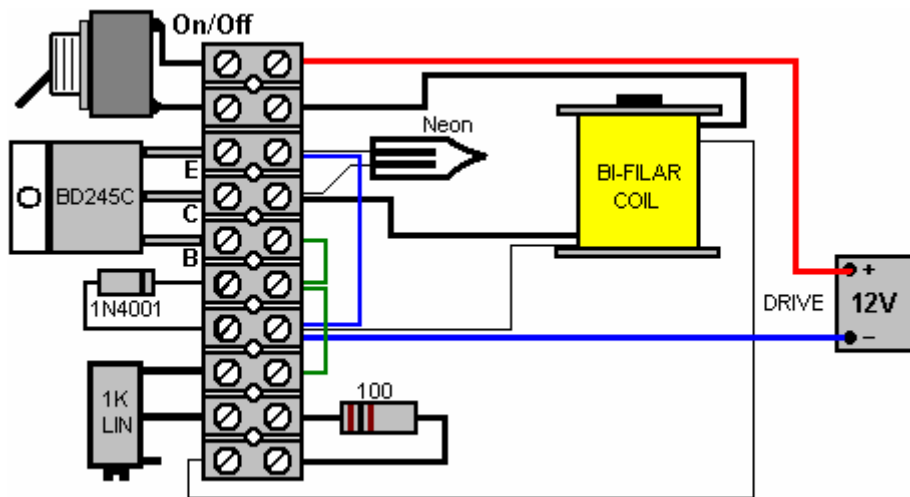 On/Off
Neon
E
BD245C
C
B
BI-FILAR
COIL
1N4001
DRIVE
+
12V
–
1K
LIN
100